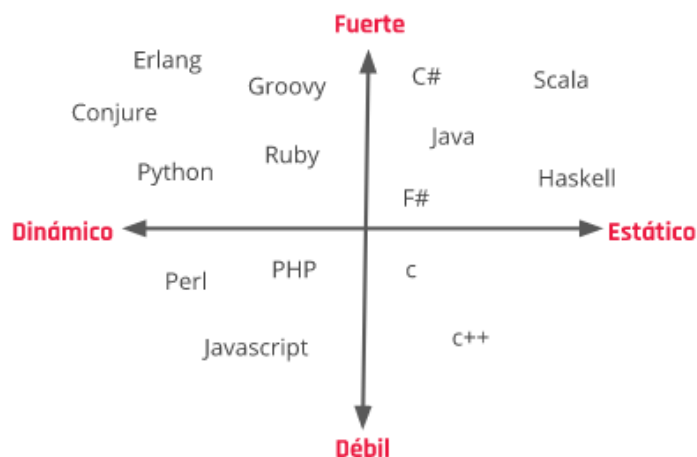 Fuerte
Erlang
Groovy
C#
Scala
Conjure
Java
Ruby
Python
Haskell
F#
Dinámico
Estático
Perl
PHP
c
Javascript
c++
Débil